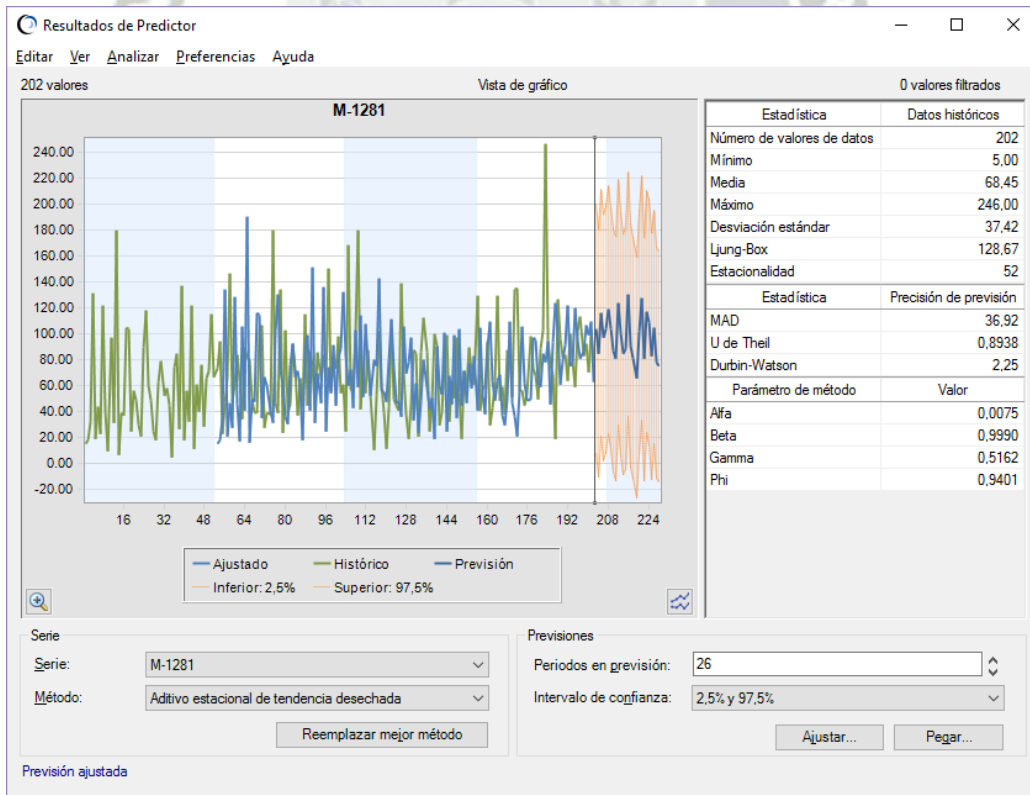 Resultados de Predictor
Editar Ver Analizar Preferencias Ayuda
202 valores Vista de gráfico 0 valores filtrados
M-1281
240.00
220.00
200.00
180.00
160.00
140.00
120.00
100.00
80.00
60.00
40.00
20.00
0.00
-20.00
16 32 48 64 80 96 112 128 144 160 176 192 208 224
Ajustado Histórico Previsión
Inferior: 2,5% Superior: 97,5%
Estadística Datos históricos
Número de valores de datos 202
Mínimo 5,00
Media 68,45
Máximo 246,00
Desviación estándar 37,42
Ljung-Box 128,67
Estacionalidad 52
Estadística Precisión de previsión
MAD 36,92
U de Theil 0,8938
Durbin-Watson 2,25
Parámetro de método Valor
Alfa 0,0075
Beta 0,9990
Gamma 0,5162
Phi 0,9401
Serie
Serie: M-1281
Método: Aditivo estacional de tendencia desechada
Reemplazar mejor método
Previsiones
Periodos en previsión: 26
Intervalo de confianza: 2,5% y 97,5%
Ajustar... Pegar...
Previsión ajustada